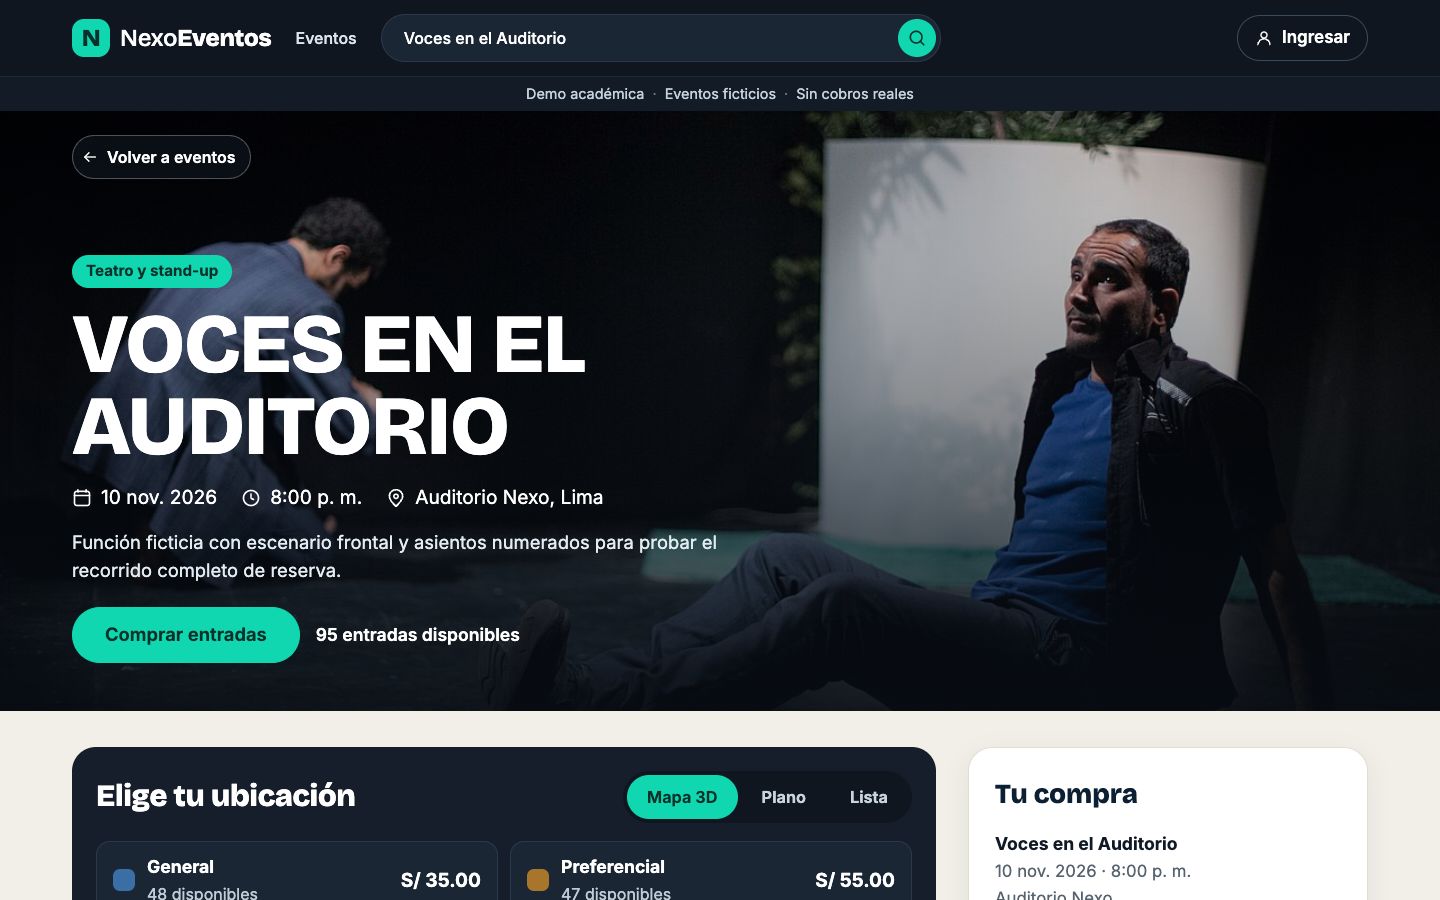 N NexoEventos
Eventos
Voces en el Auditorio
Ingresar
Demo académica · Eventos ficticios · Sin cobros reales
Volver a eventos
Teatro y stand-up
VOCES EN EL
AUDITORIO
10 nov. 2026
8:00 p. m.
Auditorio Nexo, Lima
Función ficticia con escenario frontal y asientos numerados para probar el
recorrido completo de reserva.
Comprar entradas
95 entradas disponibles
Elige tu ubicación
Mapa 3D
Plano
Lista
General
48 disponibles
S/ 35.00
Preferencial
47 disponibles
S/ 55.00
Tu compra
Voces en el Auditorio
10 nov. 2026 · 8:00 p. m.
Auditorio Nexo